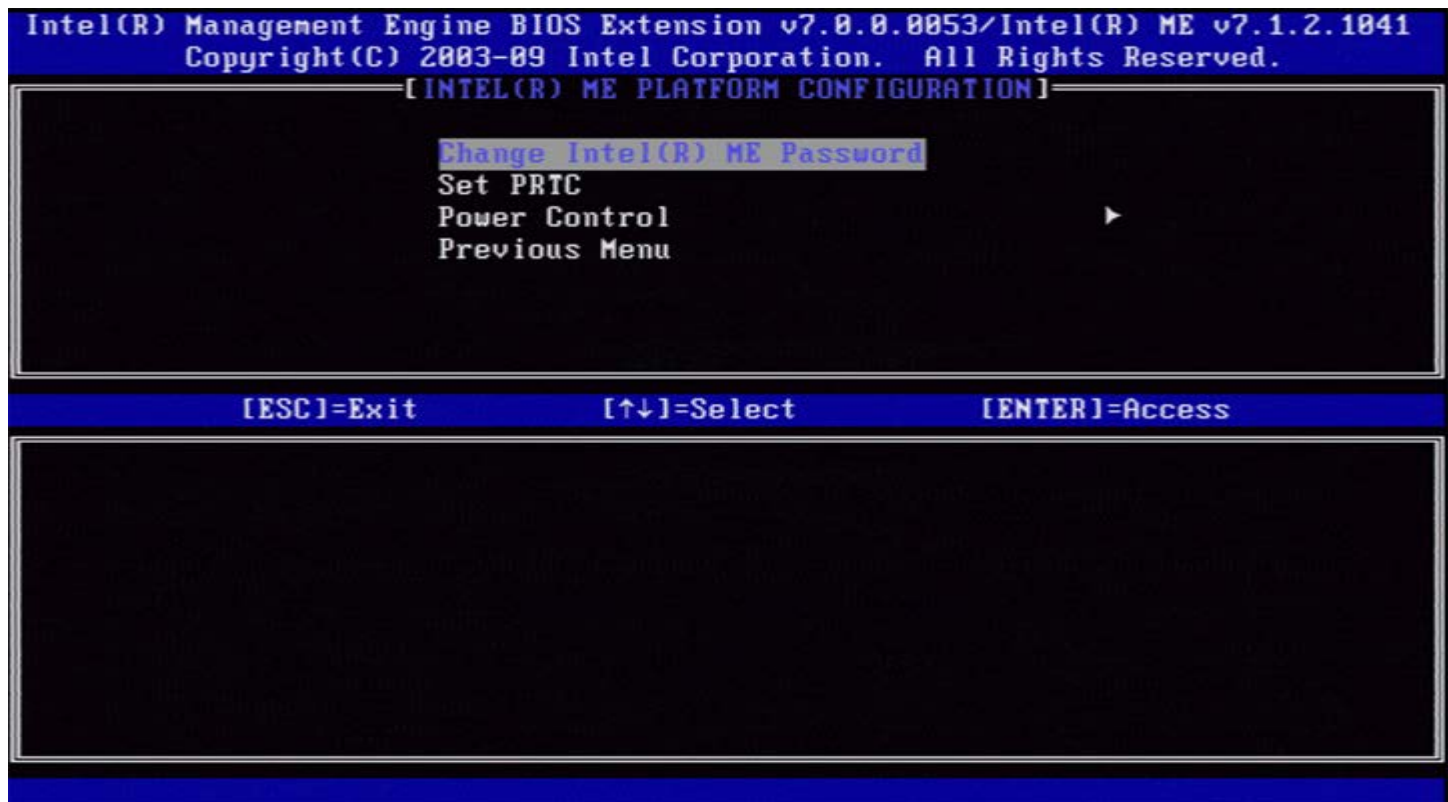 Intel(R) Management Engine BIOS Extension v7.0.0.0053/Intel(R) ME v7.1.2.1041
Copyright(C) 2003-09 Intel Corporation. All Rights Reserved.
[INTEL(R) ME PLATFORM CONFIGURATION]
Change Intel(R) ME Password
Set PRTC
Power Control ►
Previous Menu
[ESC]=Exit [↑↓]=Select [ENTER]=Access